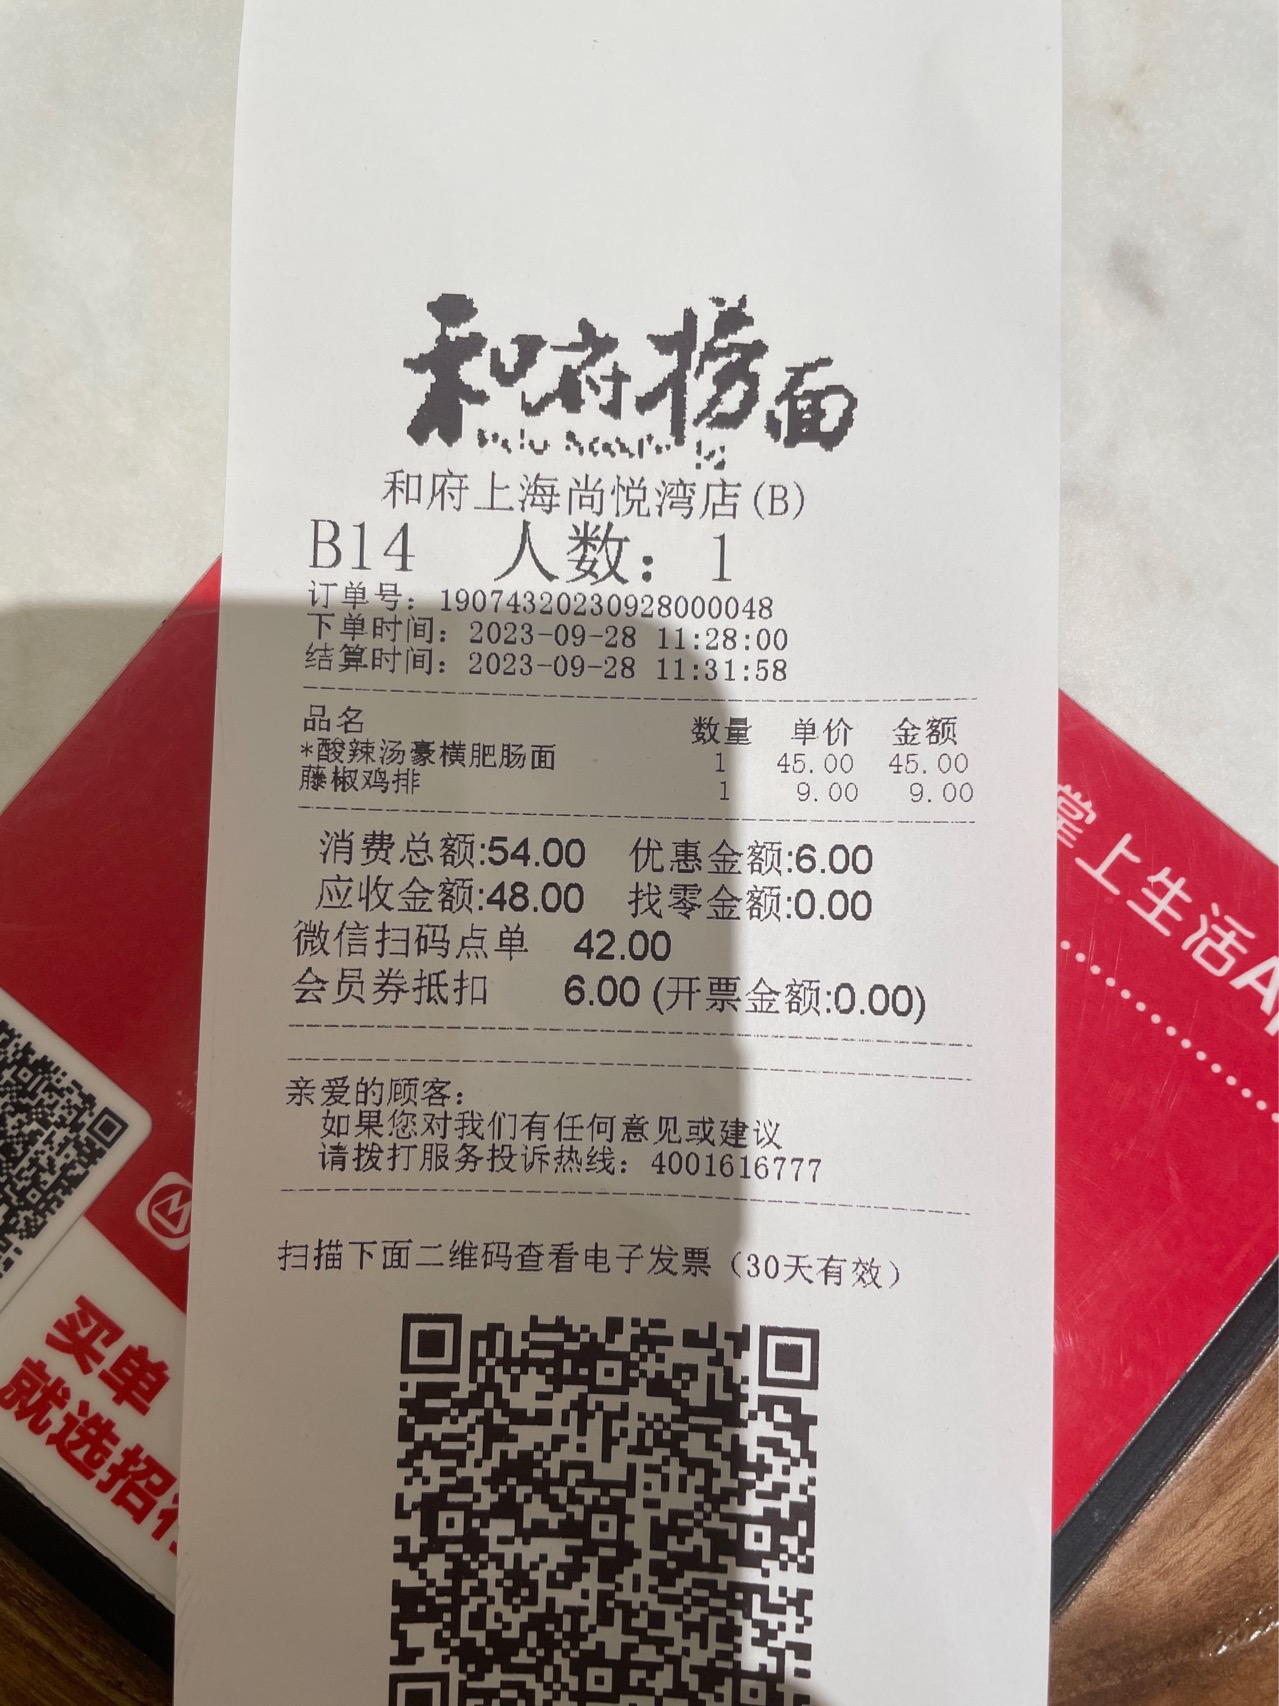 和府捞面
和府上海尚悦湾店(B)
B14 人数： 1
订单号：19074320230928000048
下单时间：2023-09-28 11:28:00
结算时间：2023-09-28 11:31:58
品名 数量 单价 金额
*酸辣汤豪横肥肠面 1 45.00 45.00
藤椒鸡排 1 9.00 9.00
消费总额:54.00 优惠金额:6.00
应收金额:48.00 找零金额:0.00
微信扫码点单 42.00
会员券抵扣 6.00 (开票金额:0.00)
亲爱的顾客：
如果您对我们有任何意见或建议
请拨打服务投诉热线：4001616777
扫描下面二维码查看电子发票（30天有效）
掌上生活A
买单
就选招